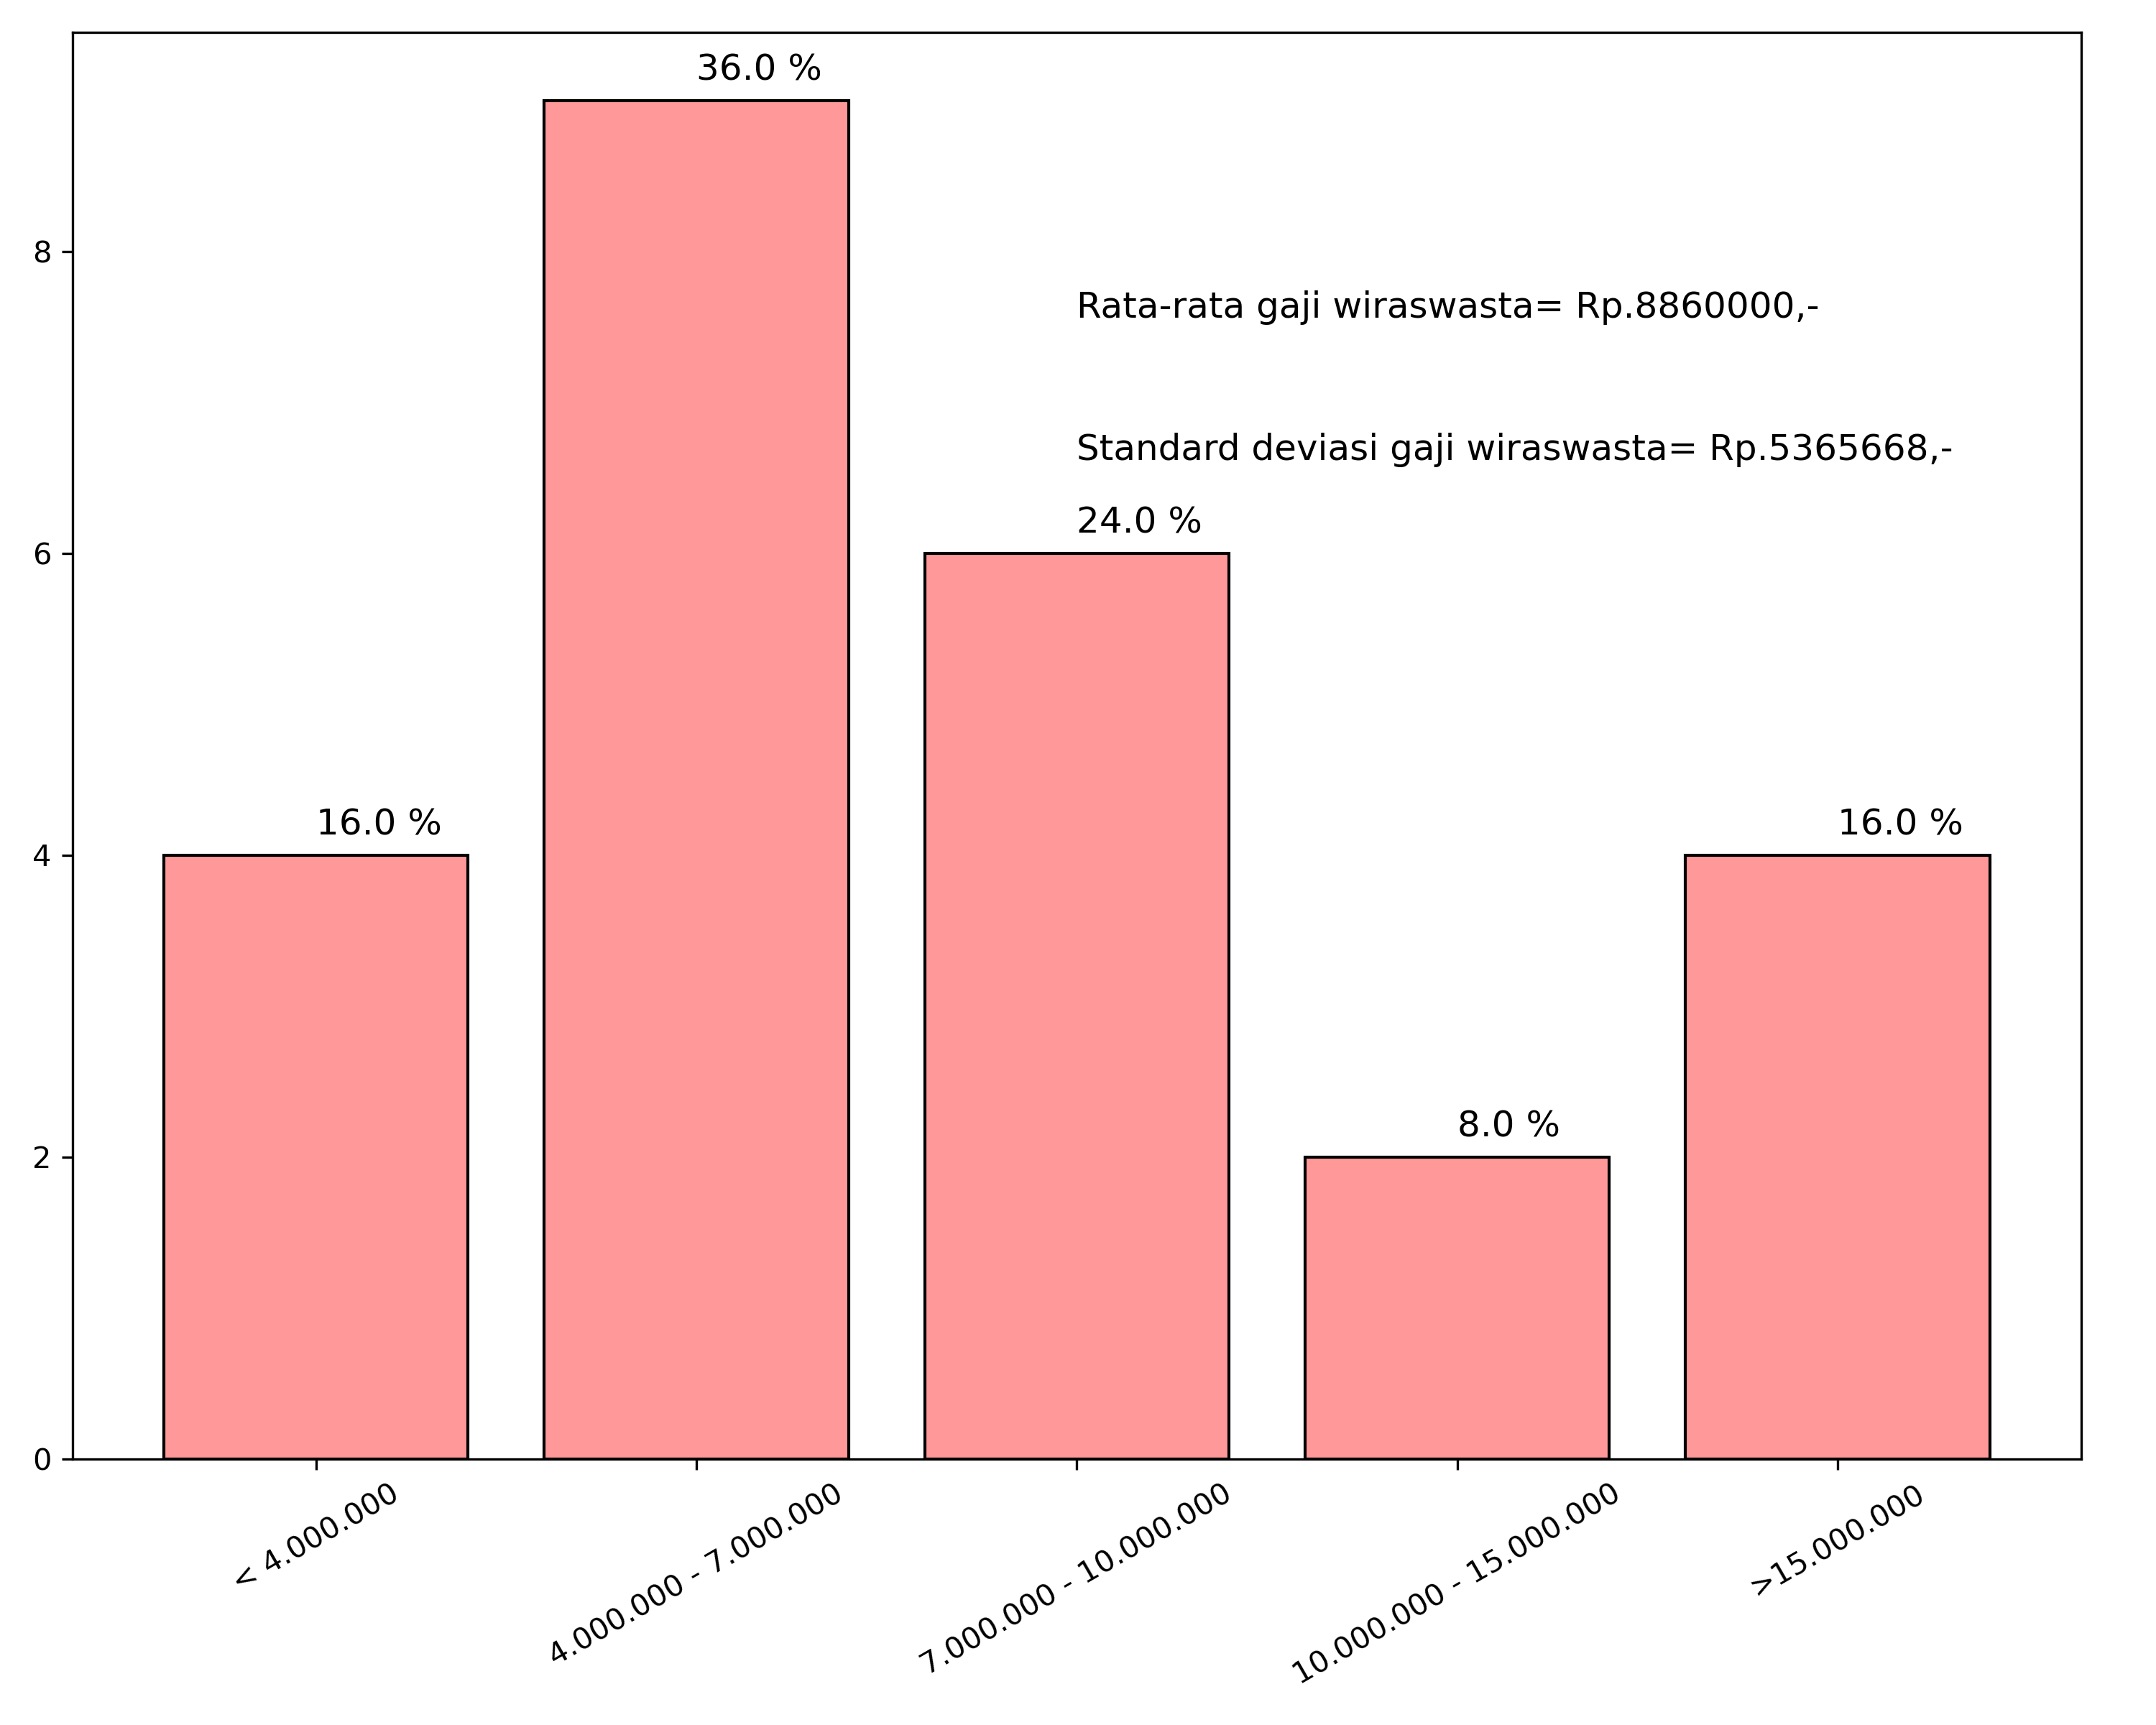 36.0 %
8
Rata-rata gaji wiraswasta= Rp.8860000,-
Standard deviasi gaji wiraswasta= Rp.5365668,-
24.0 %
6
16.0 %
16.0 %
4
8.0 %
2
0
< 4.000.000
4.000.000 - 7.000.000
7.000.000 - 10.000.000
10.000.000 - 15.000.000
>15.000.000